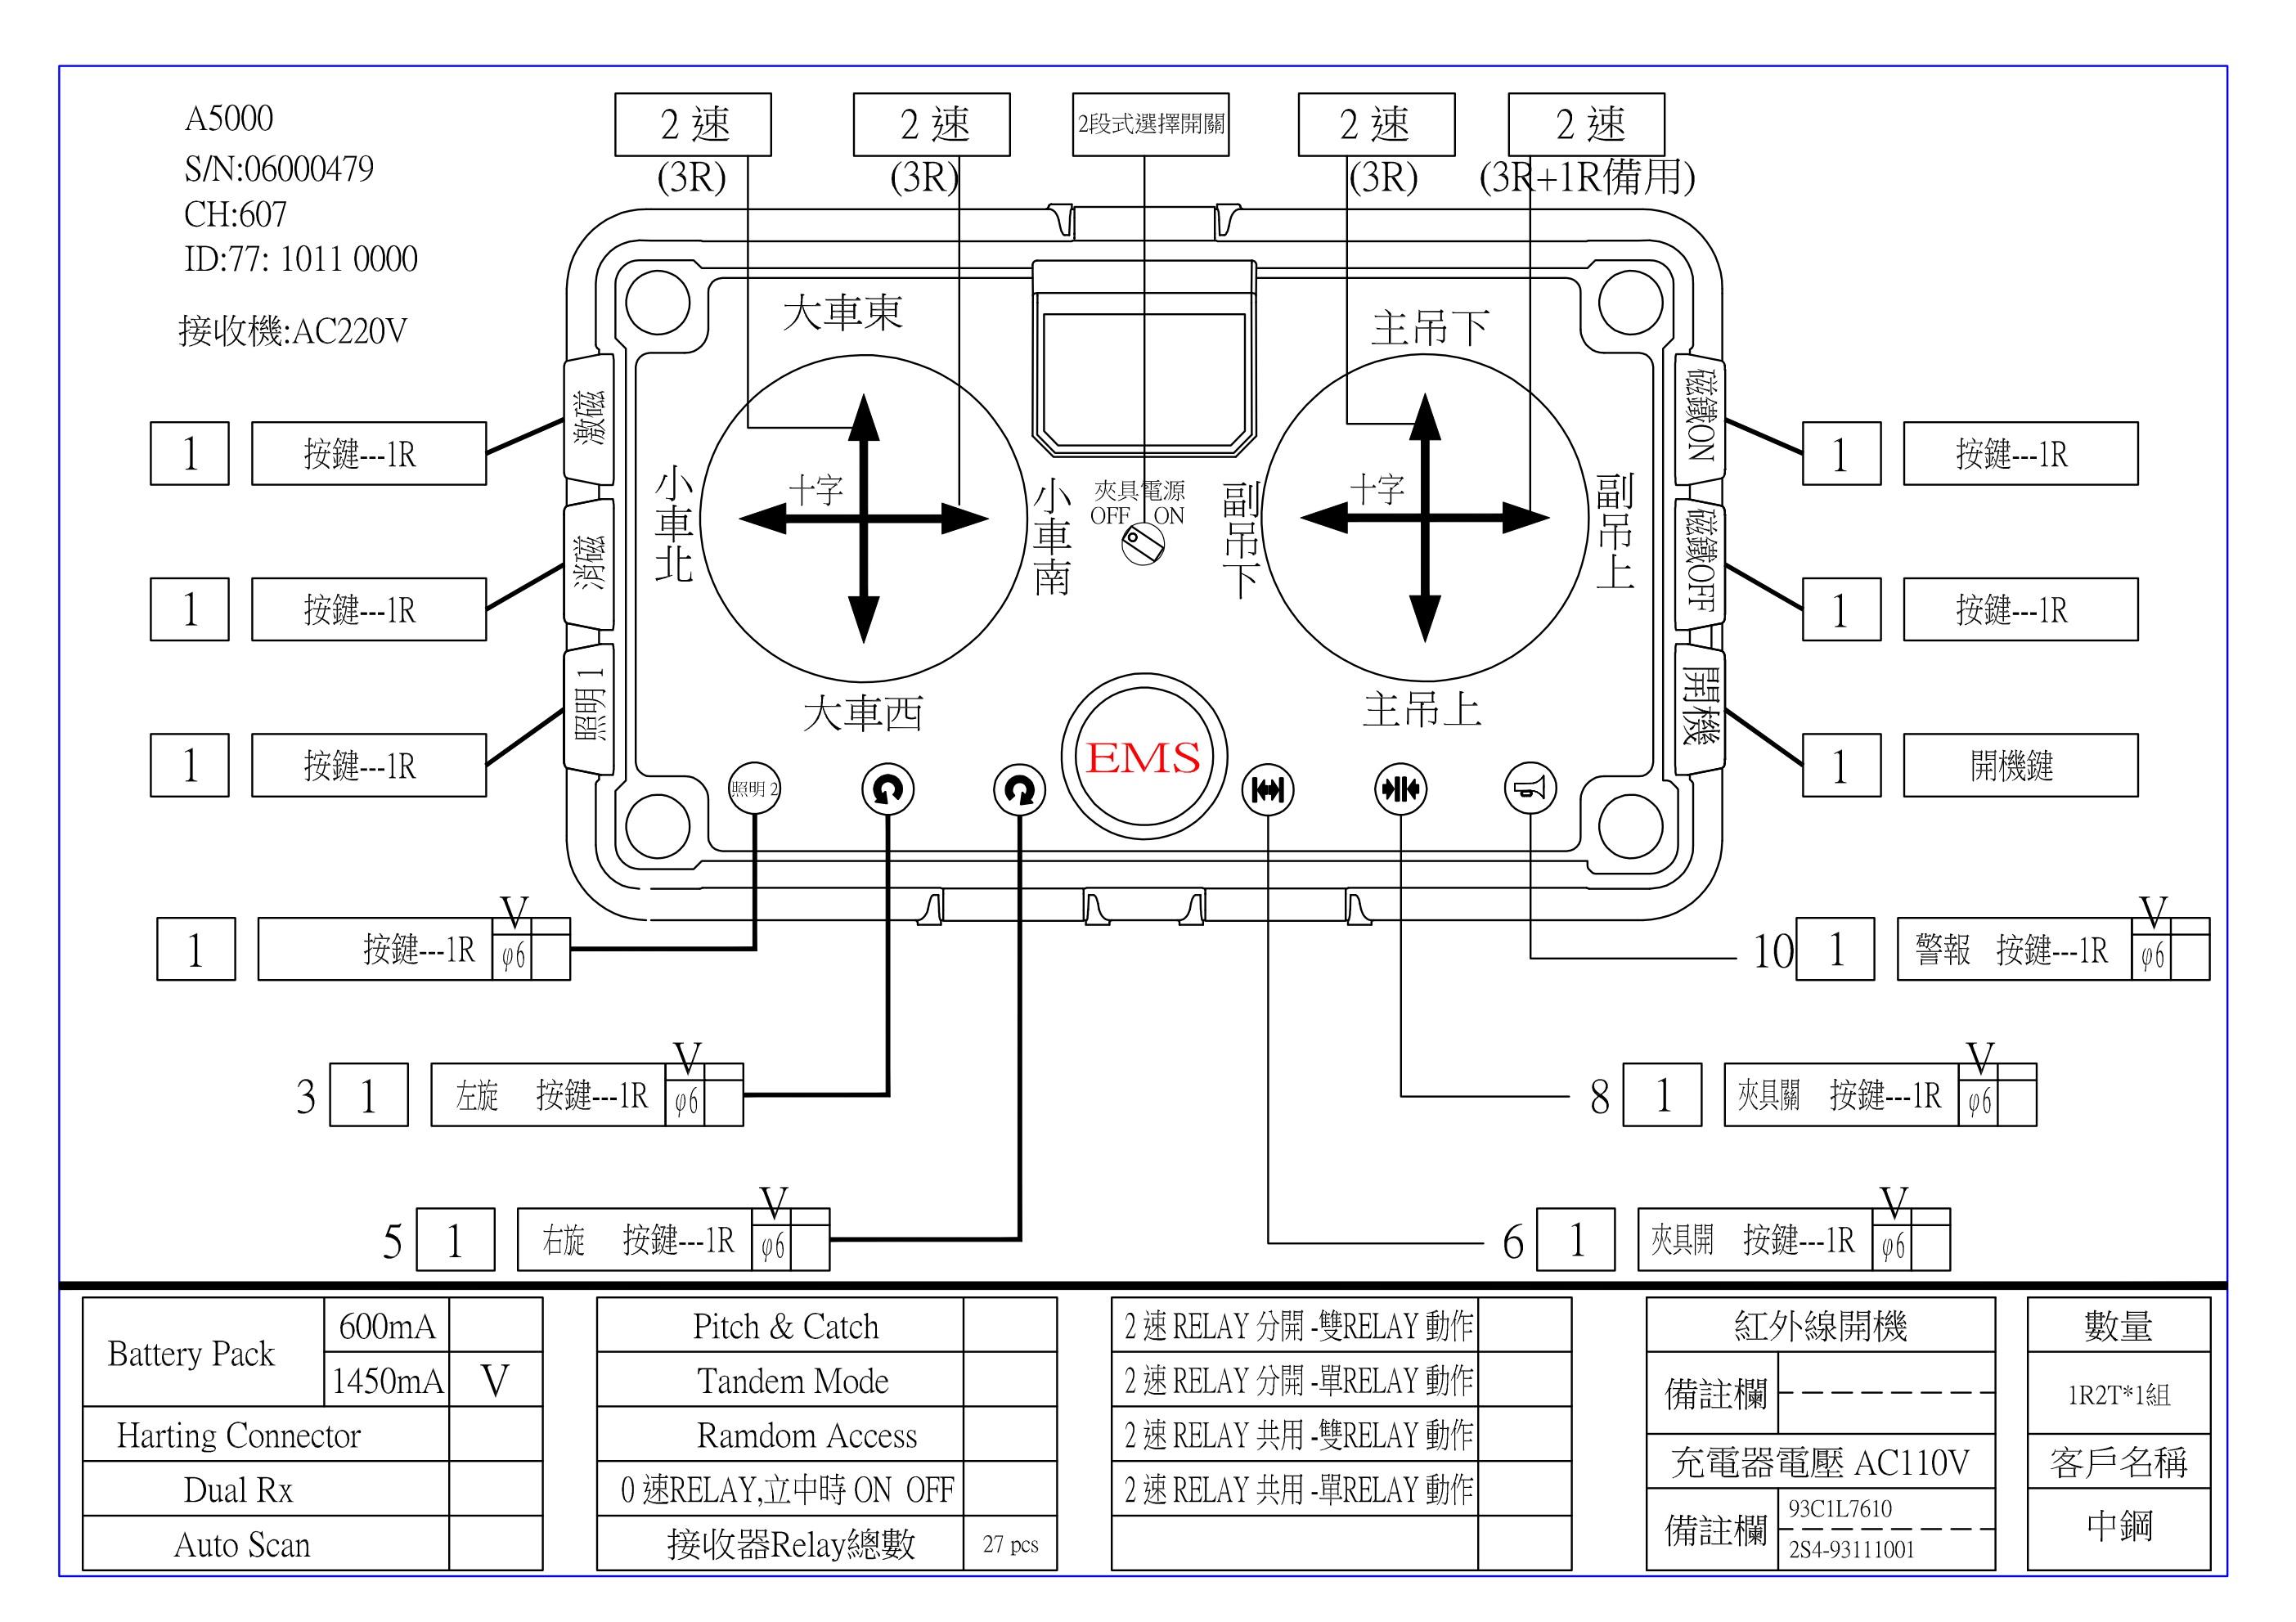 A5000
S/N:06000479
CH:607
ID:77: 1011 0000
接收機:AC220V
2 速
(3R)
2 速
(3R)
2段式選擇開關
2 速
(3R)
2 速
(3R+1R備用)
大車東
小車北
十字
小車南
大車西
夾具電源
OFF ON
主吊下
副吊下
十字
副吊上
主吊上
EMS
激磁
消磁
照明1
磁鐵ON
磁鐵OFF
開機
1 按鍵---1R
1 按鍵---1R
1 按鍵---1R
1 按鍵---1R
1 按鍵---1R
1 開機鍵
照明2
1 按鍵---1R V φ6
3 1 左旋 按鍵---1R V φ6
5 1 右旋 按鍵---1R V φ6
10 1 警報 按鍵---1R V φ6
8 1 夾具關 按鍵---1R V φ6
6 1 夾具開 按鍵---1R V φ6
Battery Pack
600mA
1450mA V
Harting Connector
Dual Rx
Auto Scan
Pitch & Catch
Tandem Mode
Ramdom Access
0 速RELAY,立中時 ON OFF
接收器Relay總數 27 pcs
2 速 RELAY 分開 -雙RELAY 動作
2 速 RELAY 分開 -單RELAY 動作
2 速 RELAY 共用 -雙RELAY 動作
2 速 RELAY 共用 -單RELAY 動作
紅外線開機
備註欄
充電器電壓 AC110V
備註欄
93C1L7610
2S4-93111001
數量
1R2T*1組
客戶名稱
中鋼